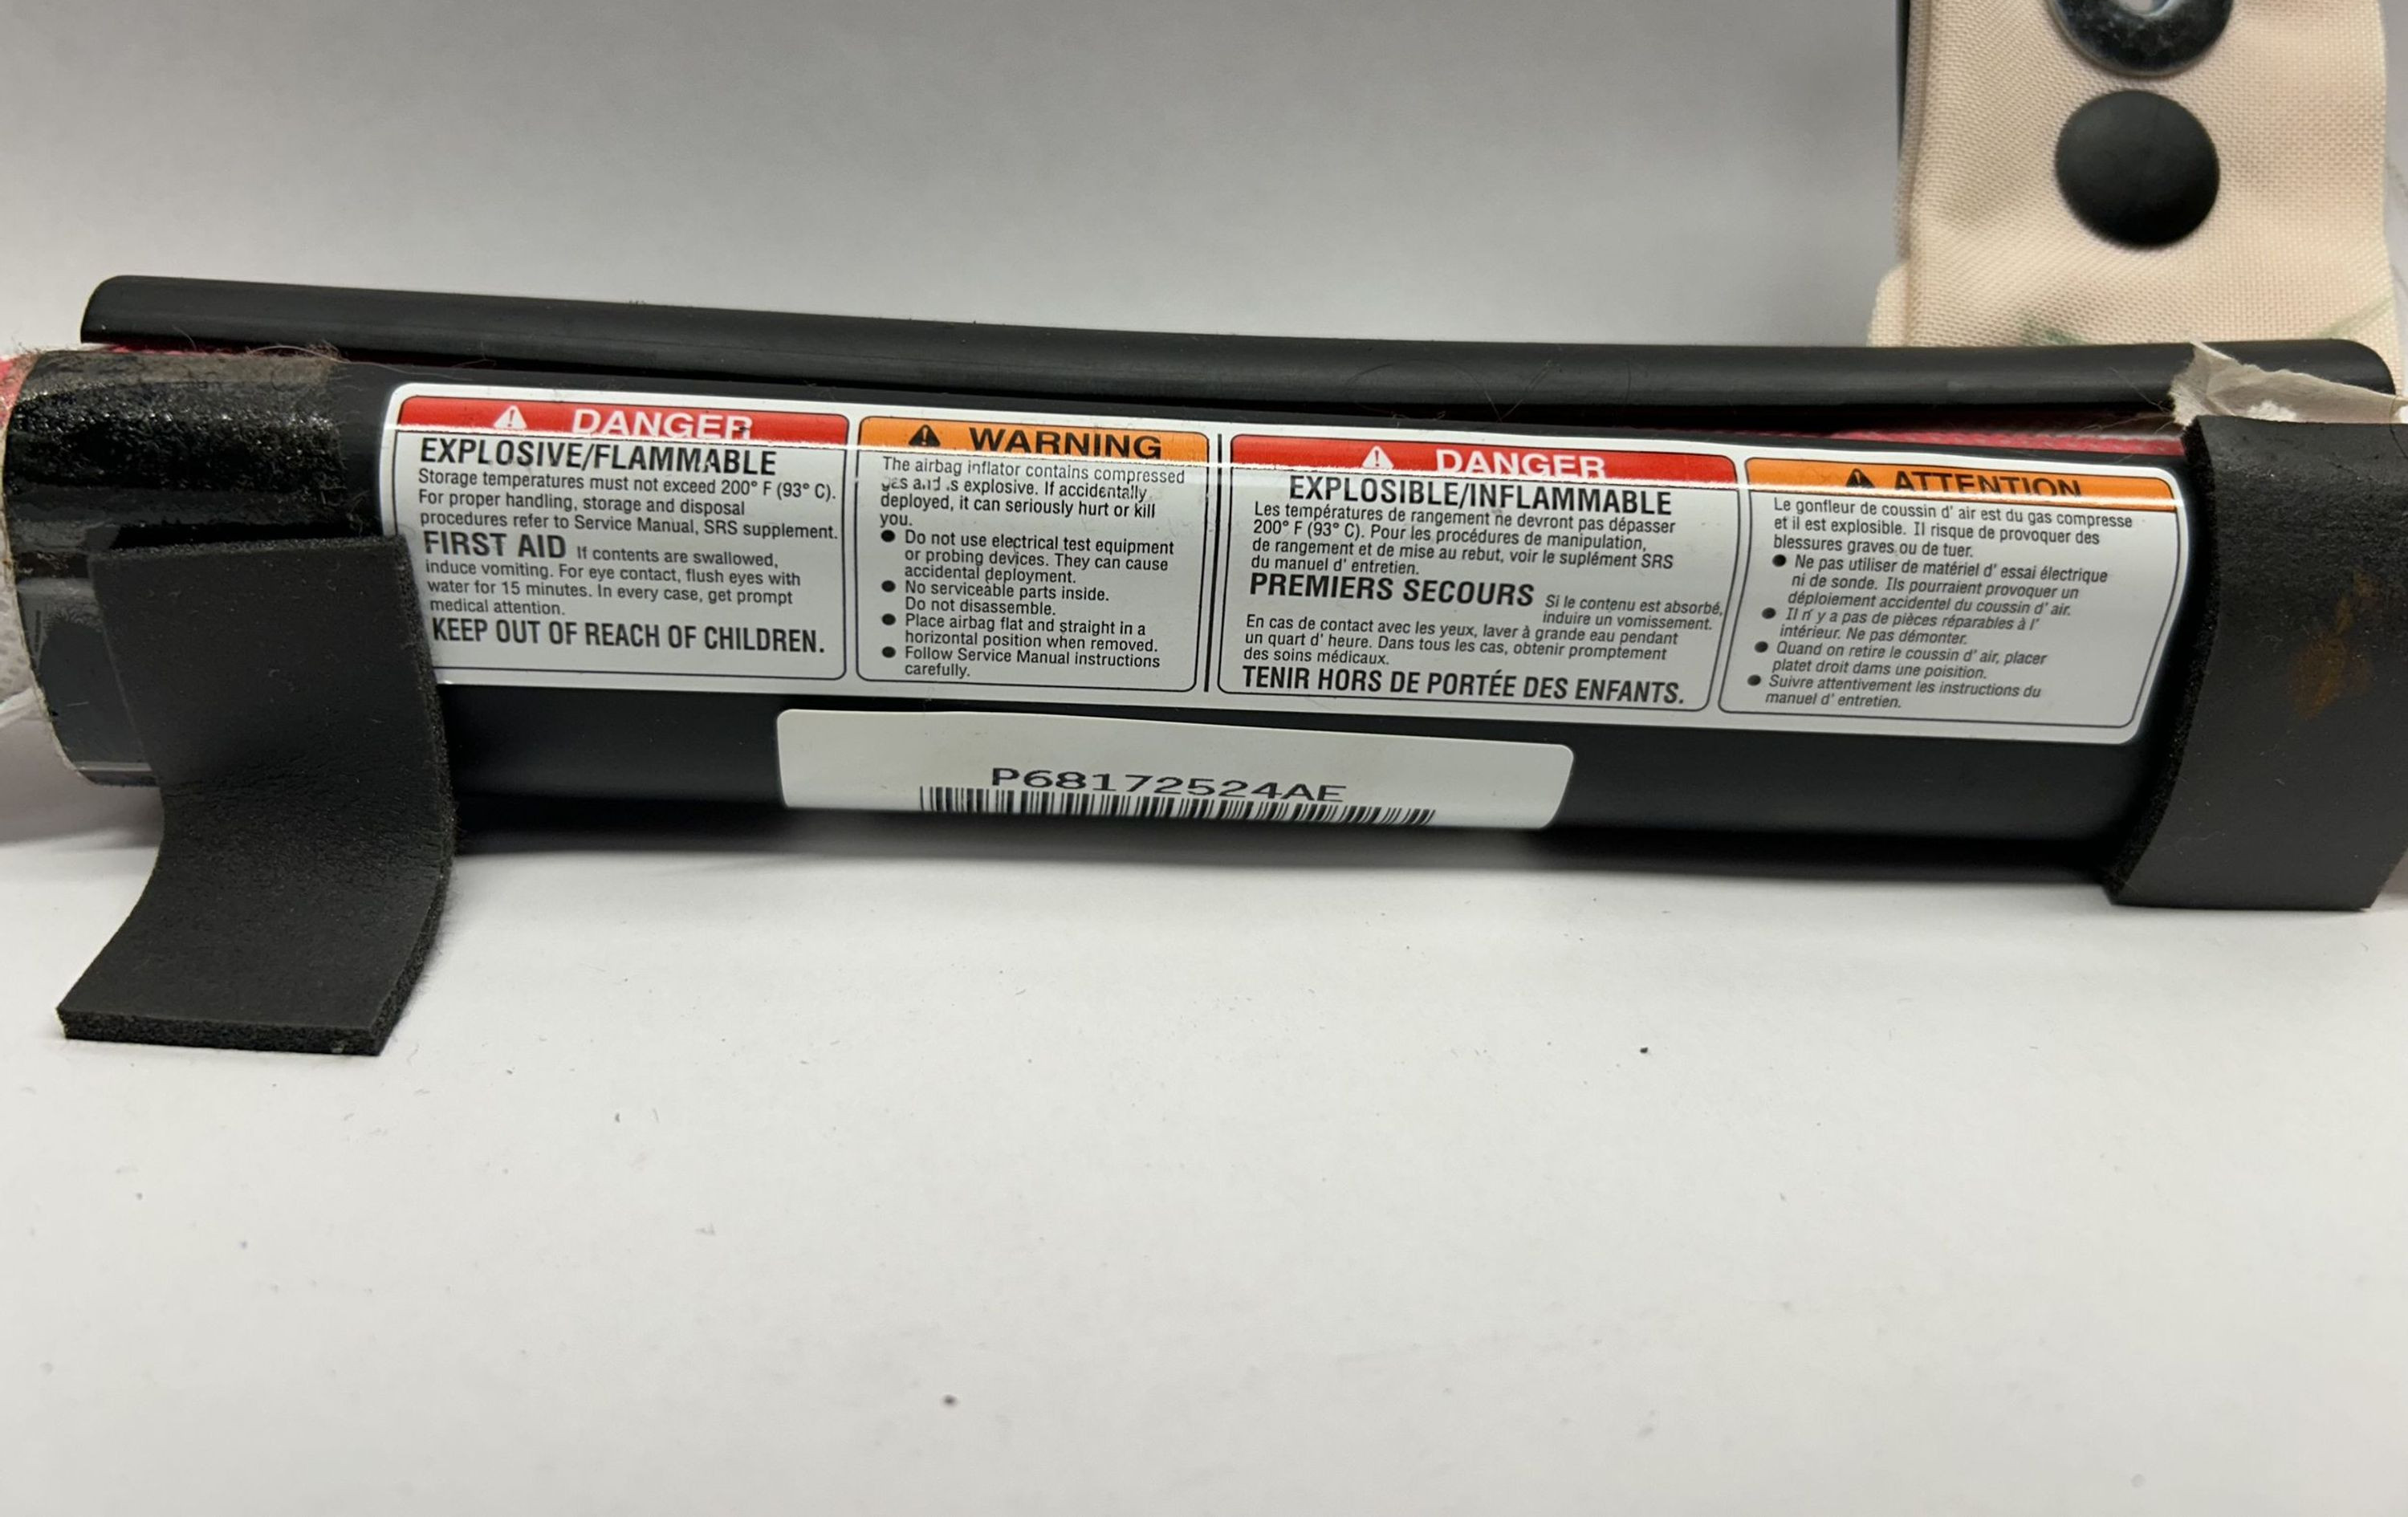 DANGER
EXPLOSIVE/FLAMMABLE
Storage temperatures must not exceed 200° F (93° C).
For proper handling, storage and disposal
procedures refer to Service Manual, SRS supplement.
FIRST AID If contents are swallowed,
induce vomiting. For eye contact, flush eyes with
water for 15 minutes. In every case, get prompt
medical attention.
KEEP OUT OF REACH OF CHILDREN.
WARNING
The airbag inflator contains compressed
gas and is explosive. If accidentally
deployed, it can seriously hurt or kill
you.
● Do not use electrical test equipment
or probing devices. They can cause
accidental deployment.
● No serviceable parts inside.
Do not disassemble.
● Place airbag flat and straight in a
horizontal position when removed.
● Follow Service Manual instructions
carefully.
DANGER
EXPLOSIBLE/INFLAMMABLE
Les températures de rangement ne devront pas dépasser
200° F (93° C). Pour les procédures de manipulation,
de rangement et de mise au rebut, voir le suplément SRS
du manuel d' entretien.
PREMIERS SECOURS Si le contenu est absorbé,
induire un vomissement.
En cas de contact avec les yeux, laver à grande eau pendant
un quart d' heure. Dans tous les cas, obtenir promptement
des soins médicaux.
TENIR HORS DE PORTÉE DES ENFANTS.
ATTENTION
Le gonfleur de coussin d' air est du gas compresse
et il est explosible. Il risque de provoquer des
blessures graves ou de tuer.
● Ne pas utiliser de matériel d' essai électrique
ni de sonde. Ils pourraient provoquer un
déploiement accidentel du coussin d' air.
● Il n' y a pas de pièces réparables à l'
intérieur. Ne pas démonter.
● Quand on retire le coussin d' air, placer
platet droit dams une poisition.
● Suivre attentivement les instructions du
manuel d' entretien.
P68172524AE